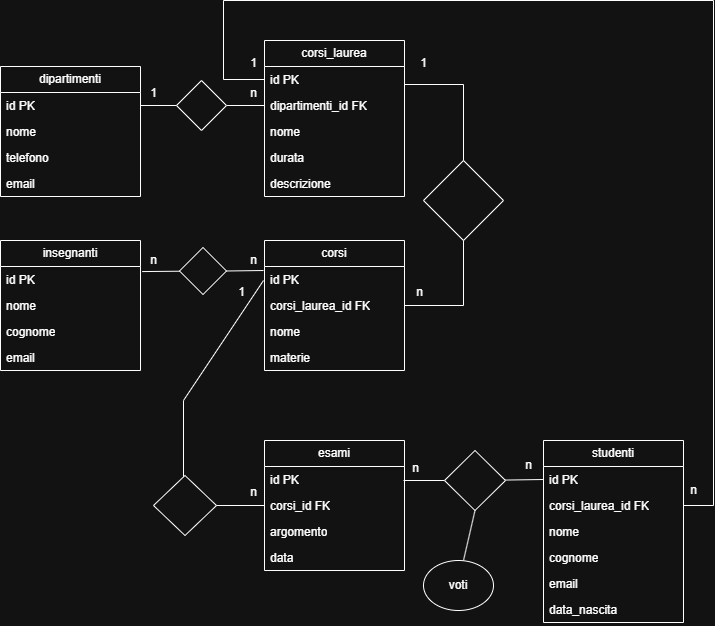 corsi_laurea
1
id PK
1
dipartimenti
1
n
dipartimenti_id FK
id PK
nome
nome
durata
telefono
descrizione
email
insegnanti
n
n
corsi
id PK
1
id PK
nome
corsi_laurea_id FK
n
cognome
nome
email
materie
esami
n
n
studenti
id PK
id PK
n
n
corsi_id FK
corsi_laurea_id FK
argomento
nome
data
cognome
voti
email
data_nascita